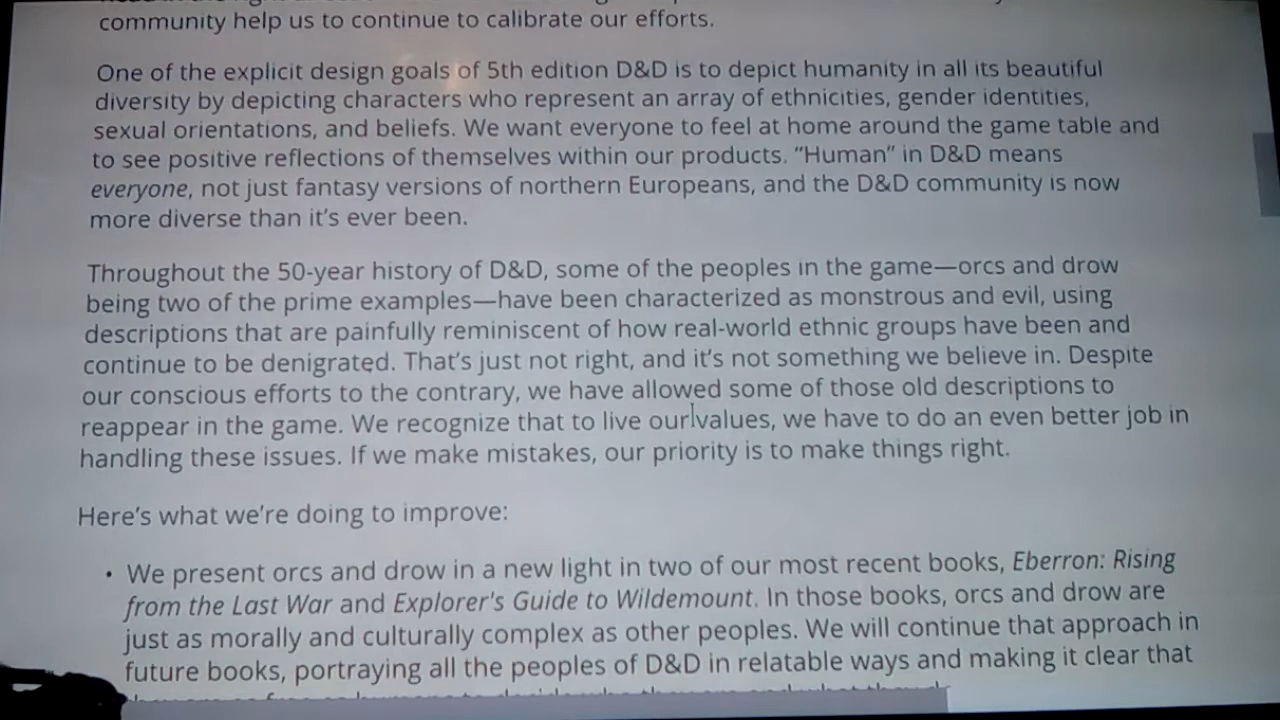 community help us to continue to calibrate our efforts.
One of the explicit design goals of 5th edition D&D is to depict humanity in all its beautiful
diversity by depicting characters who represent an array of ethnicities, gender identities,
sexual orientations, and beliefs. We want everyone to feel at home around the game table and
to see positive reflections of themselves within our products. “Human” in D&D means
everyone, not just fantasy versions of northern Europeans, and the D&D community is now
more diverse than it’s ever been.
Throughout the 50-year history of D&D, some of the peoples in the game—orcs and drow
being two of the prime examples—have been characterized as monstrous and evil, using
descriptions that are painfully reminiscent of how real-world ethnic groups have been and
continue to be denigrated. That’s just not right, and it’s not something we believe in. Despite
our conscious efforts to the contrary, we have allowed some of those old descriptions to
reappear in the game. We recognize that to live our values, we have to do an even better job in
handling these issues. If we make mistakes, our priority is to make things right.
Here’s what we’re doing to improve:
• We present orcs and drow in a new light in two of our most recent books, Eberron: Rising
from the Last War and Explorer's Guide to Wildemount. In those books, orcs and drow are
just as morally and culturally complex as other peoples. We will continue that approach in
future books, portraying all the peoples of D&D in relatable ways and making it clear that